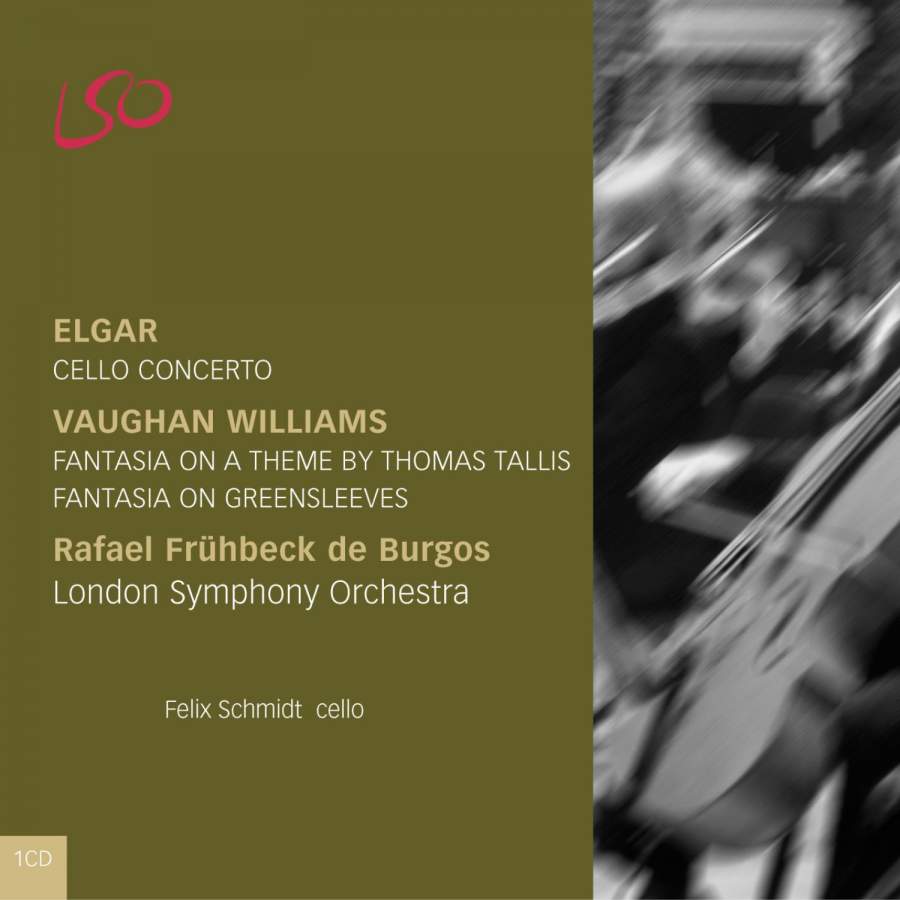 LSO
ELGAR
CELLO CONCERTO
VAUGHAN WILLIAMS
FANTASIA ON A THEME BY THOMAS TALLIS
FANTASIA ON GREENSLEEVES
Rafael Frühbeck de Burgos
London Symphony Orchestra
Felix Schmidt cello
1CD